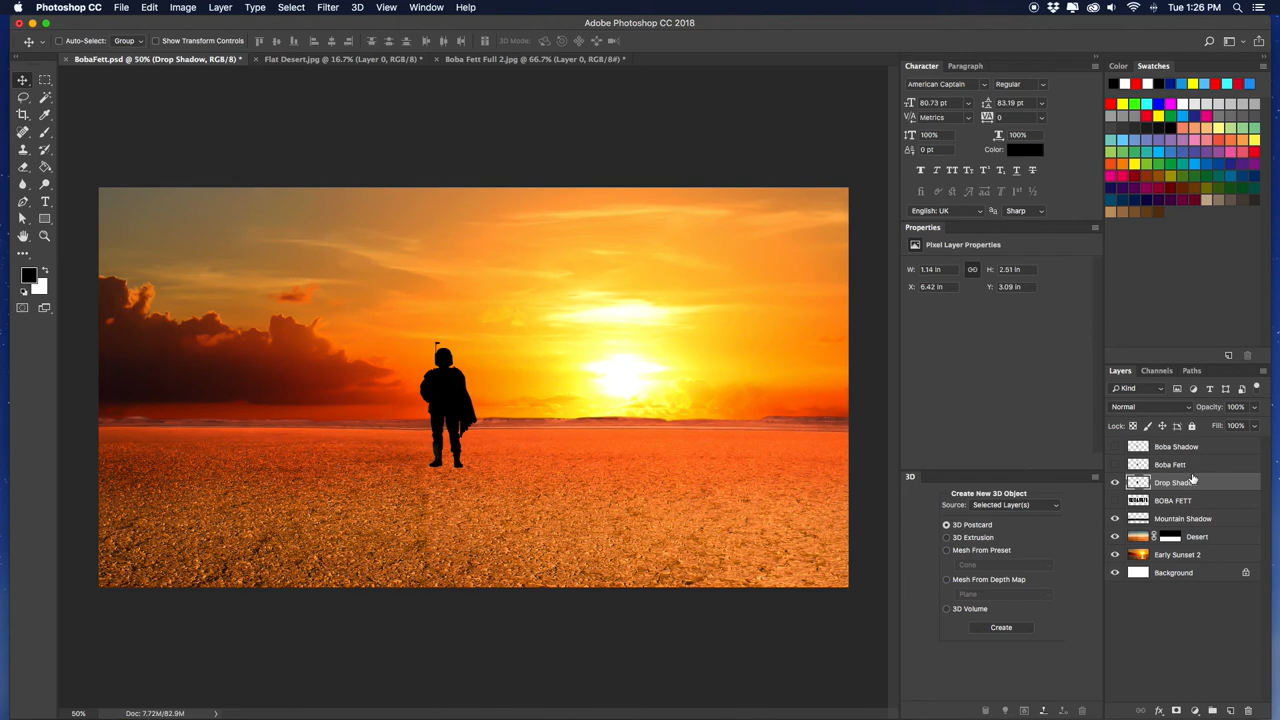 Photoshop CC File Edit Image Layer Type Select Filter 3D View Window Help Tue 1:26 PM
Adobe Photoshop CC 2018
Auto-Select: Group Show Transform Controls 3D Mode:
BobaFett.psd @ 50% (Drop Shadow, RGB/8) * Flat Desert.jpg @ 16.7% (Layer 0, RGB/8) * Boba Fett Full 2.jpg @ 66.7% (Layer 0, RGB/8#) *
Character Paragraph
American Captain Regular
80.73 pt 83.19 pt
Metrics 0
100% 100%
0 pt Color:
English: UK Sharp
Properties
Pixel Layer Properties
W: 1.14 in H: 2.51 in
X: 6.42 in Y: 3.09 in
3D
Create New 3D Object
Source: Selected Layer(s)
3D Postcard
3D Extrusion
Mesh From Preset
Cone
Mesh From Depth Map
Plane
3D Volume
Create
Color Swatches
Layers Channels Paths
Kind
Normal Opacity: 100%
Lock: Fill: 100%
Boba Shadow
Boba Fett
Drop Shadow
BOBA FETT
Mountain Shadow
Desert
Early Sunset 2
Background
50% Doc: 7.72M/82.9M